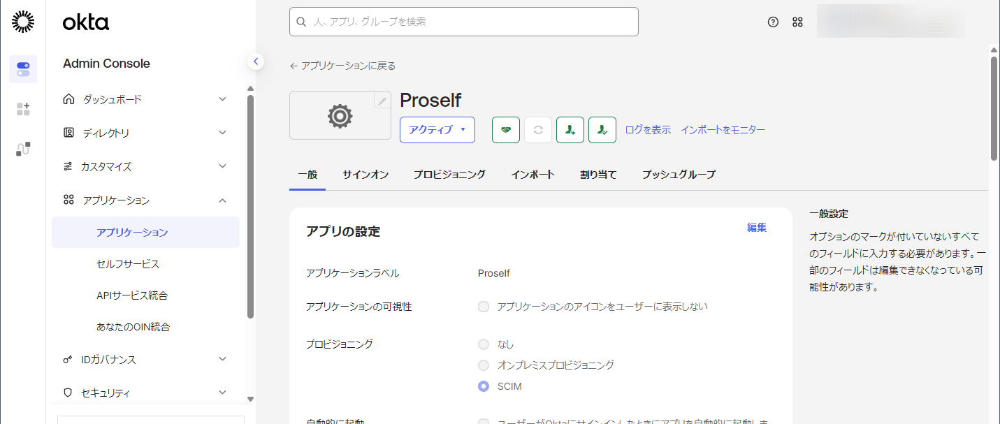 okta
人、アプリ、グループを検索
Admin Console
ダッシュボード
ディレクトリ
カスタマイズ
アプリケーション
アプリケーション
セルフサービス
APIサービス統合
あなたのOIN統合
IDガバナンス
セキュリティ
← アプリケーションに戻る
Proself
アクティブ ▼
ログを表示 インポートをモニター
一般 サインオン プロビジョニング インポート 割り当て プッシュグループ
アプリの設定 編集
アプリケーションラベル Proself
アプリケーションの可視性 アプリケーションのアイコンをユーザーに表示しない
プロビジョニング なし
オンプレミスプロビジョニング
SCIM
自動的に起動 ユーザーがOktaにサインインしたときにアプリを自動的に起動しま
一般設定
オプションのマークが付いていないすべて
のフィールドに入力する必要があります。一
部のフィールドは編集できなくなっている可
能性があります。